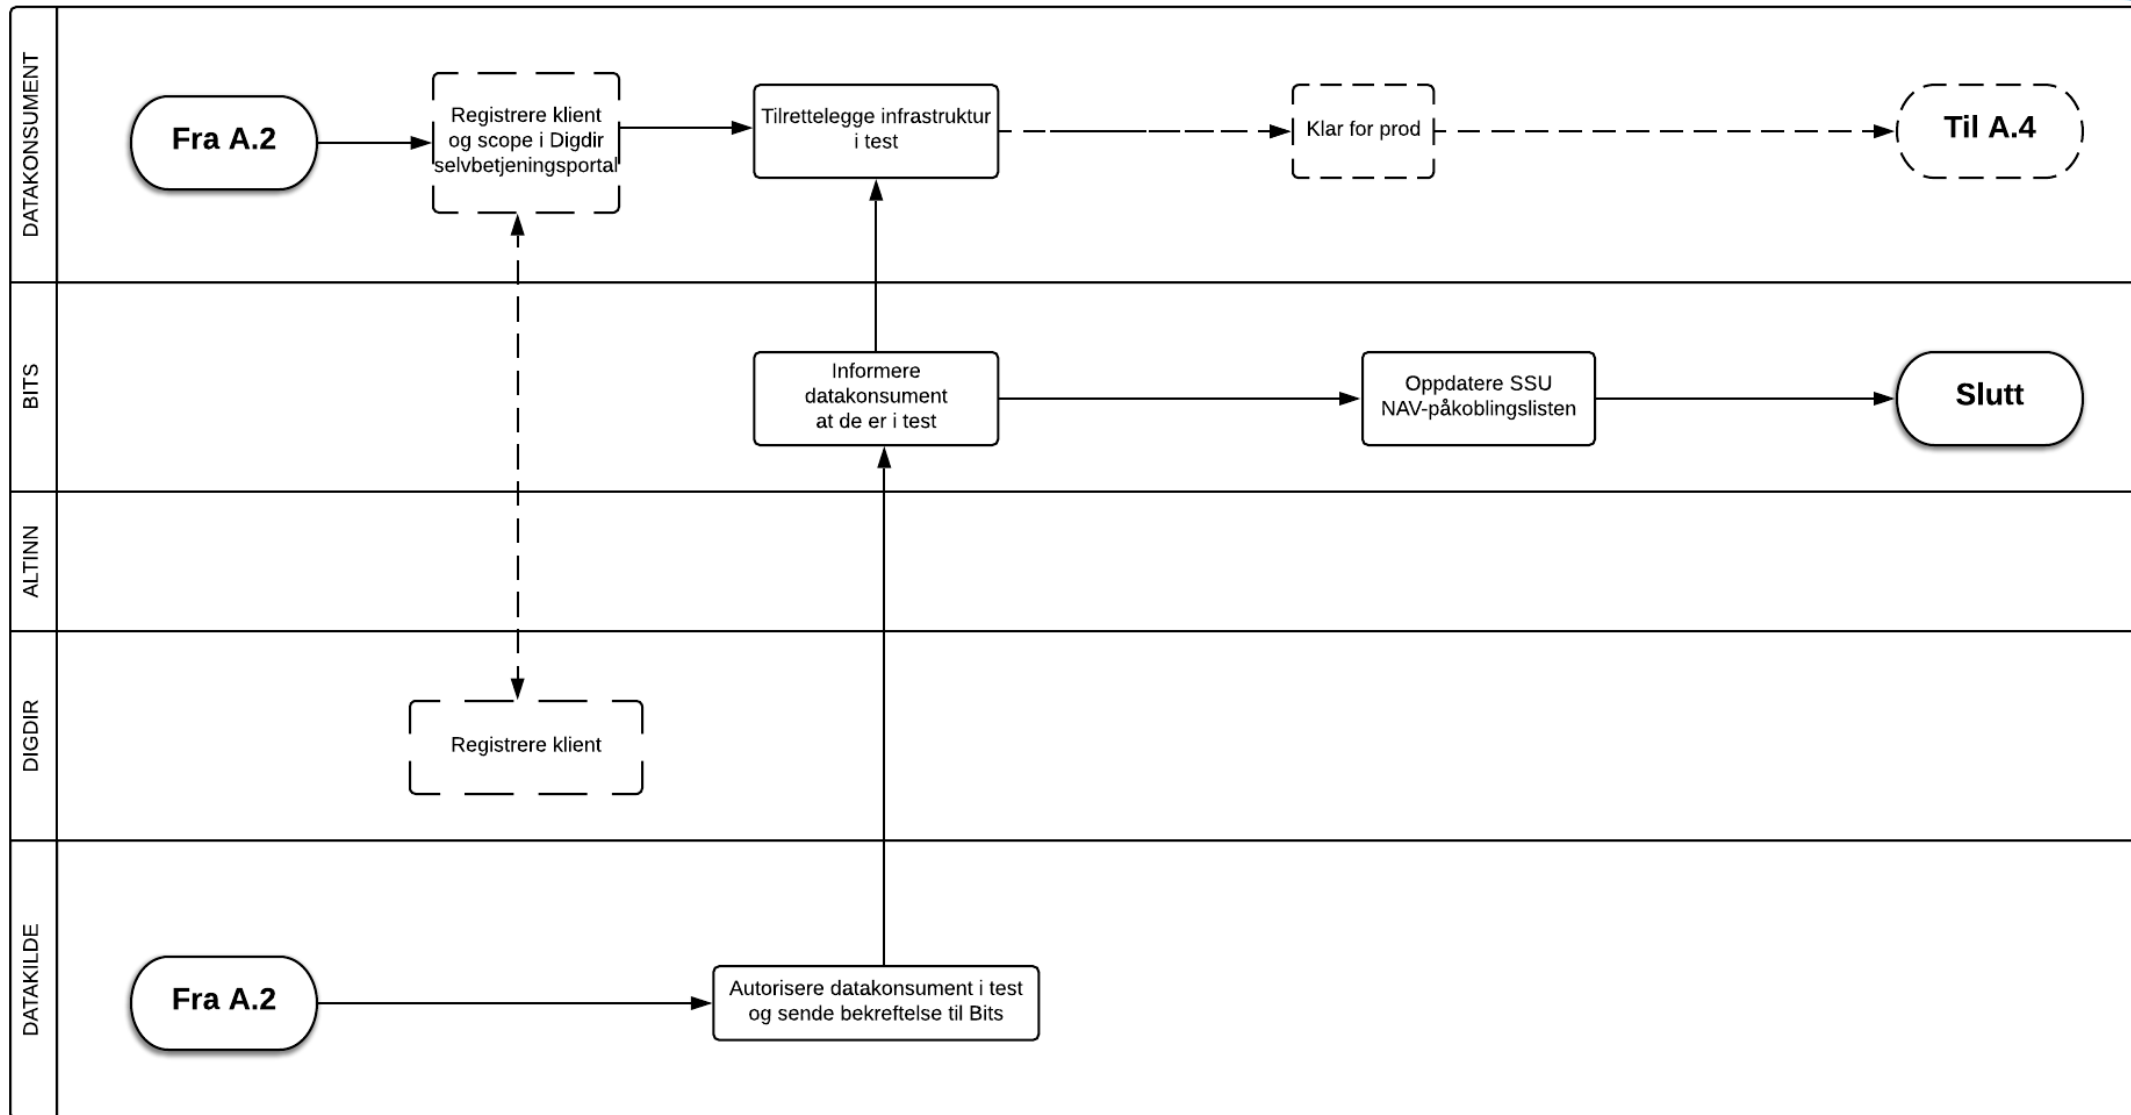 DATAKONSUMENT
Fra A.2
Registrere klient
og scope i Digdir
selvbetjeningsportal
Tilrettelegge infrastruktur
i test
Klar for prod
Til A.4
BITS
Informere
datakonsument
at de er i test
Oppdatere SSU
NAV-påkoblingslisten
Slutt
ALTINN
DIGDIR
Registrere klient
DATAKILDE
Fra A.2
Autorisere datakonsument i test
og sende bekreftelse til Bits